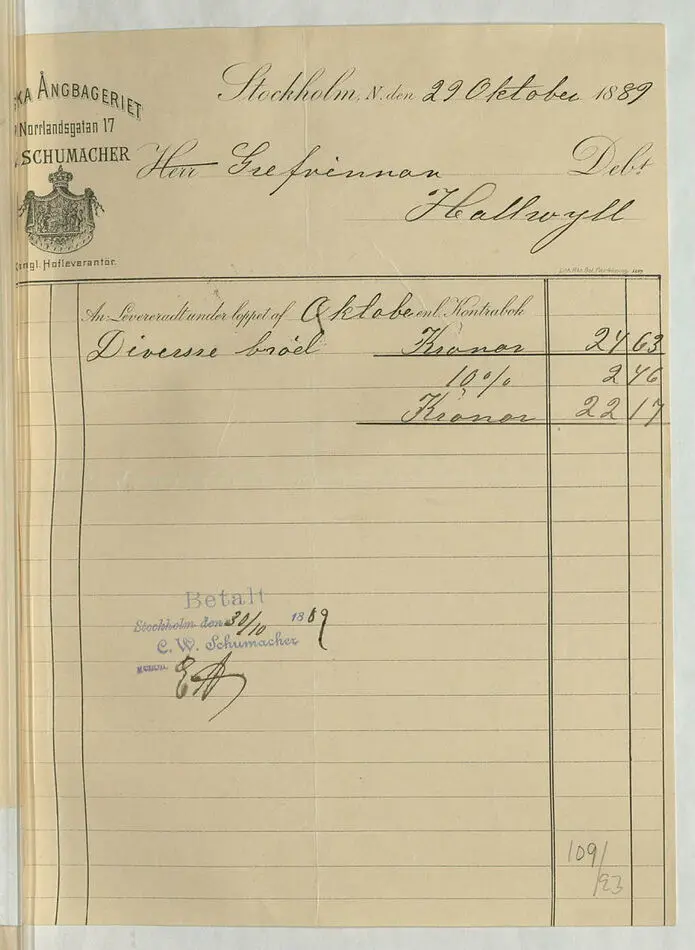 KA ÅNGBAGERIET
Norrlandsgatan 17
SCHUMACHER
Kongl. Hofleverantör.
Stockholm, N. den 29 Oktober 1889
Herr Grefvinnan Debt
Hallwyll
An: Levereradt under loppet af Oktober enl. Kontrabok
Diverse bröd Kronor 24 63
10 % 2 46
Kronor 22 17
Betalt
Stockholm den 30/10 1889
C. W. Schumacher
109/
/23